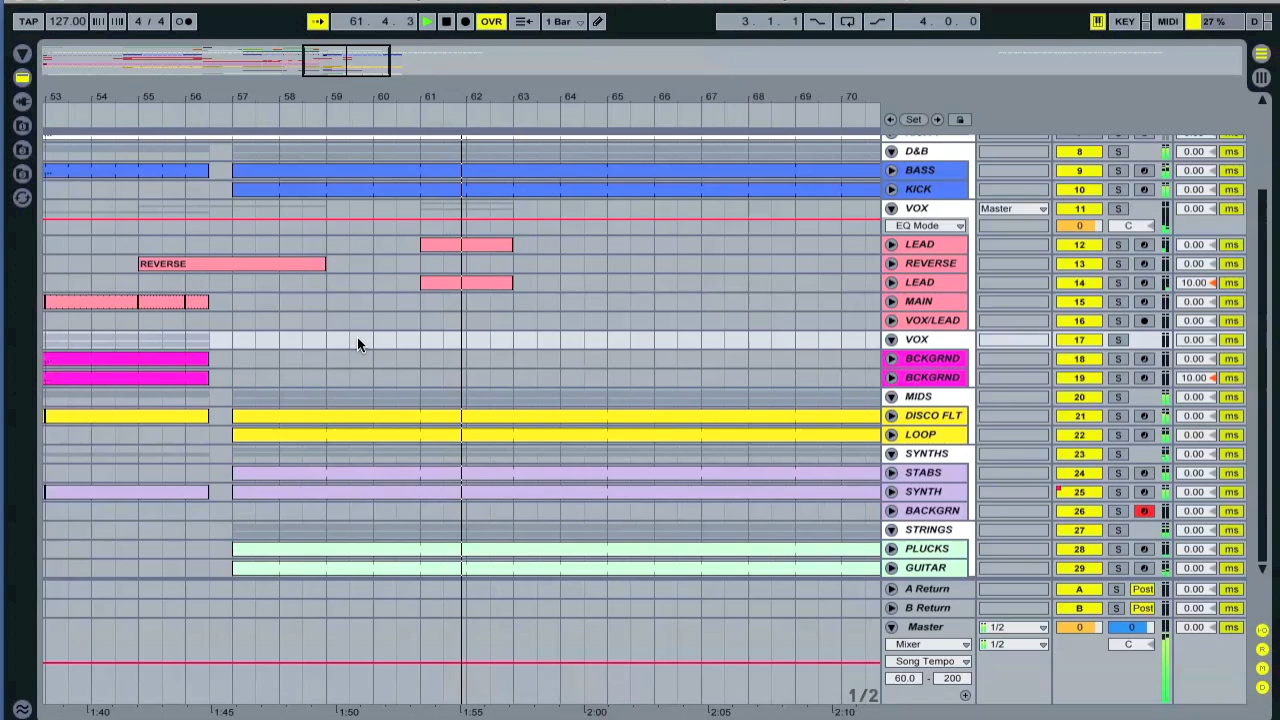 TAP 127.00 4 / 4 61. 4. 3 OVR 1 Bar 3. 1. 1 4. 0. 0 KEY MIDI 27 % D
53 54 55 56 57 58 59 60 61 62 63 64 65 66 67 68 69 70
Set
D&B 8 S 0.00 ms
BASS 9 S 0.00 ms
KICK 10 S 0.00 ms
VOX Master 11 S 0.00 ms
EQ Mode 0 C
LEAD 12 S 0.00 ms
REVERSE REVERSE 13 S 0.00 ms
LEAD 14 S 10.00 ms
MAIN 15 S 0.00 ms
VOX/LEAD 16 S 0.00 ms
VOX 17 S 0.00 ms
BCKGRND 18 S 0.00 ms
BCKGRND 19 S 10.00 ms
MIDS 20 S 0.00 ms
DISCO FLT 21 S 0.00 ms
LOOP 22 S 0.00 ms
SYNTHS 23 S 0.00 ms
STABS 24 S 0.00 ms
SYNTH 25 S 0.00 ms
BACKGRN 26 S 0.00 ms
STRINGS 27 S 0.00 ms
PLUCKS 28 S 0.00 ms
GUITAR 29 S 0.00 ms
A Return A S Post 0.00 ms
B Return B S Post 0.00 ms
Master 1/2 0 0 0.00 ms
Mixer 1/2 C
Song Tempo
60.0 - 200
1/2
1:40 1:45 1:50 1:55 2:00 2:05 2:10
I·O
R
M
D